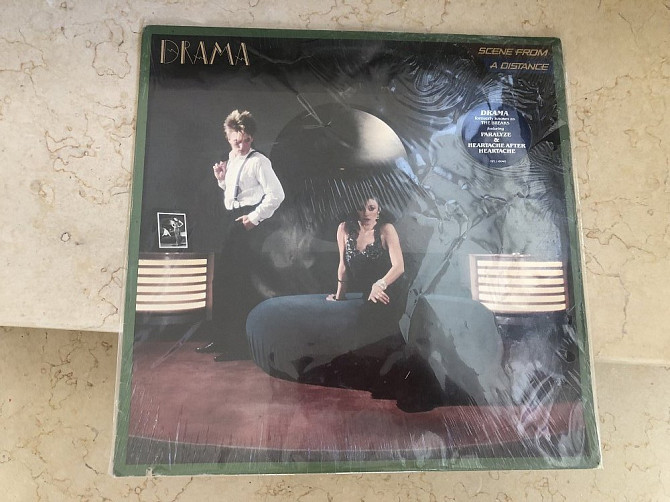 DRAMA
SCENE FROM
A DISTANCE
DRAMA
formerly known as
THE BREAKS
featuring
PARALYZE
&
HEARTACHE AFTER
HEARTACHE